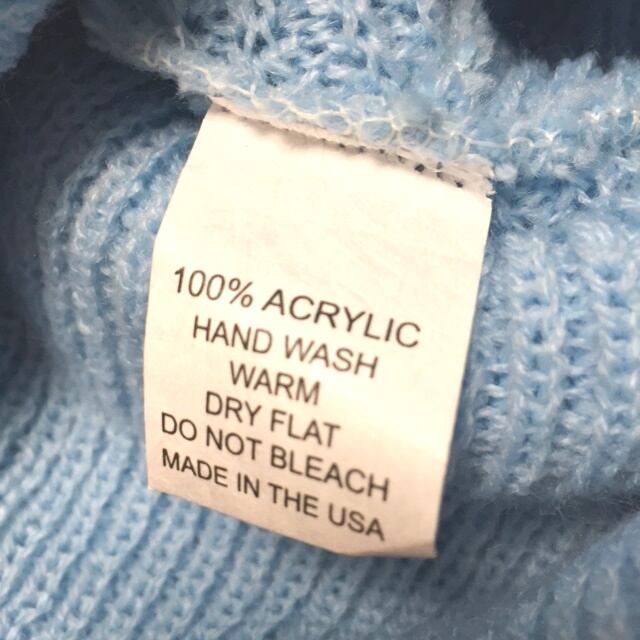 100% ACRYLIC
HAND WASH
WARM
DRY FLAT
DO NOT BLEACH
MADE IN THE USA